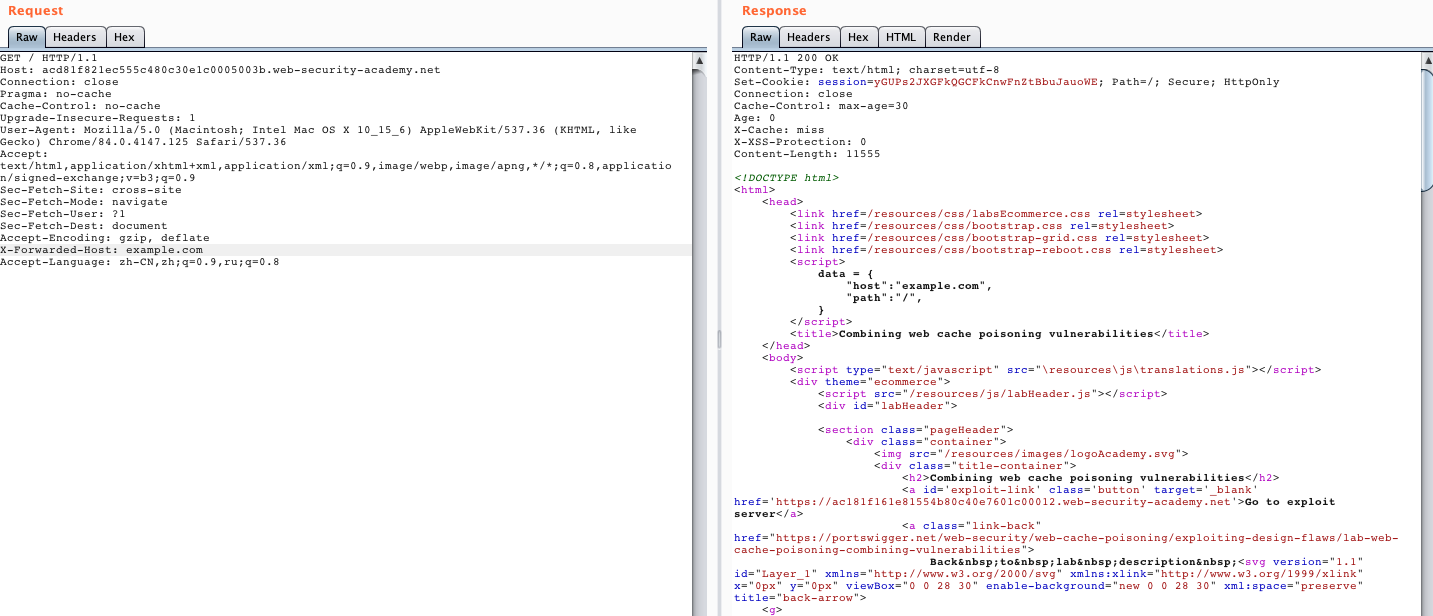 Request
Raw Headers Hex
GET / HTTP/1.1
Host: acd81f821ec555c480c30e1c0005003b.web-security-academy.net
Connection: close
Pragma: no-cache
Cache-Control: no-cache
Upgrade-Insecure-Requests: 1
User-Agent: Mozilla/5.0 (Macintosh; Intel Mac OS X 10_15_6) AppleWebKit/537.36 (KHTML, like
Gecko) Chrome/84.0.4147.125 Safari/537.36
Accept:
text/html,application/xhtml+xml,application/xml;q=0.9,image/webp,image/apng,*/*;q=0.8,applicatio
n/signed-exchange;v=b3;q=0.9
Sec-Fetch-Site: cross-site
Sec-Fetch-Mode: navigate
Sec-Fetch-User: ?1
Sec-Fetch-Dest: document
Accept-Encoding: gzip, deflate
X-Forwarded-Host: example.com
Accept-Language: zh-CN,zh;q=0.9,ru;q=0.8
Response
Raw Headers Hex HTML Render
HTTP/1.1 200 OK
Content-Type: text/html; charset=utf-8
Set-Cookie: session=yGUPs2JXGFkQGCFkCnwFnZtBbuJauoWE; Path=/; Secure; HttpOnly
Connection: close
Cache-Control: max-age=30
Age: 0
X-Cache: miss
X-XSS-Protection: 0
Content-Length: 11555
<!DOCTYPE html>
<html>
<head>
<link href=/resources/css/labsEcommerce.css rel=stylesheet>
<link href=/resources/css/bootstrap.css rel=stylesheet>
<link href=/resources/css/bootstrap-grid.css rel=stylesheet>
<link href=/resources/css/bootstrap-reboot.css rel=stylesheet>
<script>
data = {
"host":"example.com",
"path":"/",
}
</script>
<title>Combining web cache poisoning vulnerabilities</title>
</head>
<body>
<script type="text/javascript" src="\resources\js\translations.js"></script>
<div theme="ecommerce">
<script src="/resources/js/labHeader.js"></script>
<div id="labHeader">
<section class="pageHeader">
<div class="container">
<img src="/resources/images/logoAcademy.svg">
<div class="title-container">
<h2>Combining web cache poisoning vulnerabilities</h2>
<a id='exploit-link' class='button' target='_blank'
href='https://ac181f161e81554b80c40e7601c00012.web-security-academy.net'>Go to exploit
server</a>
<a class="link-back"
href="https://portswigger.net/web-security/web-cache-poisoning/exploiting-design-flaws/lab-web-
cache-poisoning-combining-vulnerabilities">
Back&nbsp;to&nbsp;lab&nbsp;description&nbsp;<svg version="1.1"
id="Layer_1" xmlns="http://www.w3.org/2000/svg" xmlns:xlink="http://www.w3.org/1999/xlink"
x="0px" y="0px" viewBox="0 0 28 30" enable-background="new 0 0 28 30" xml:space="preserve"
title="back-arrow">
<g>